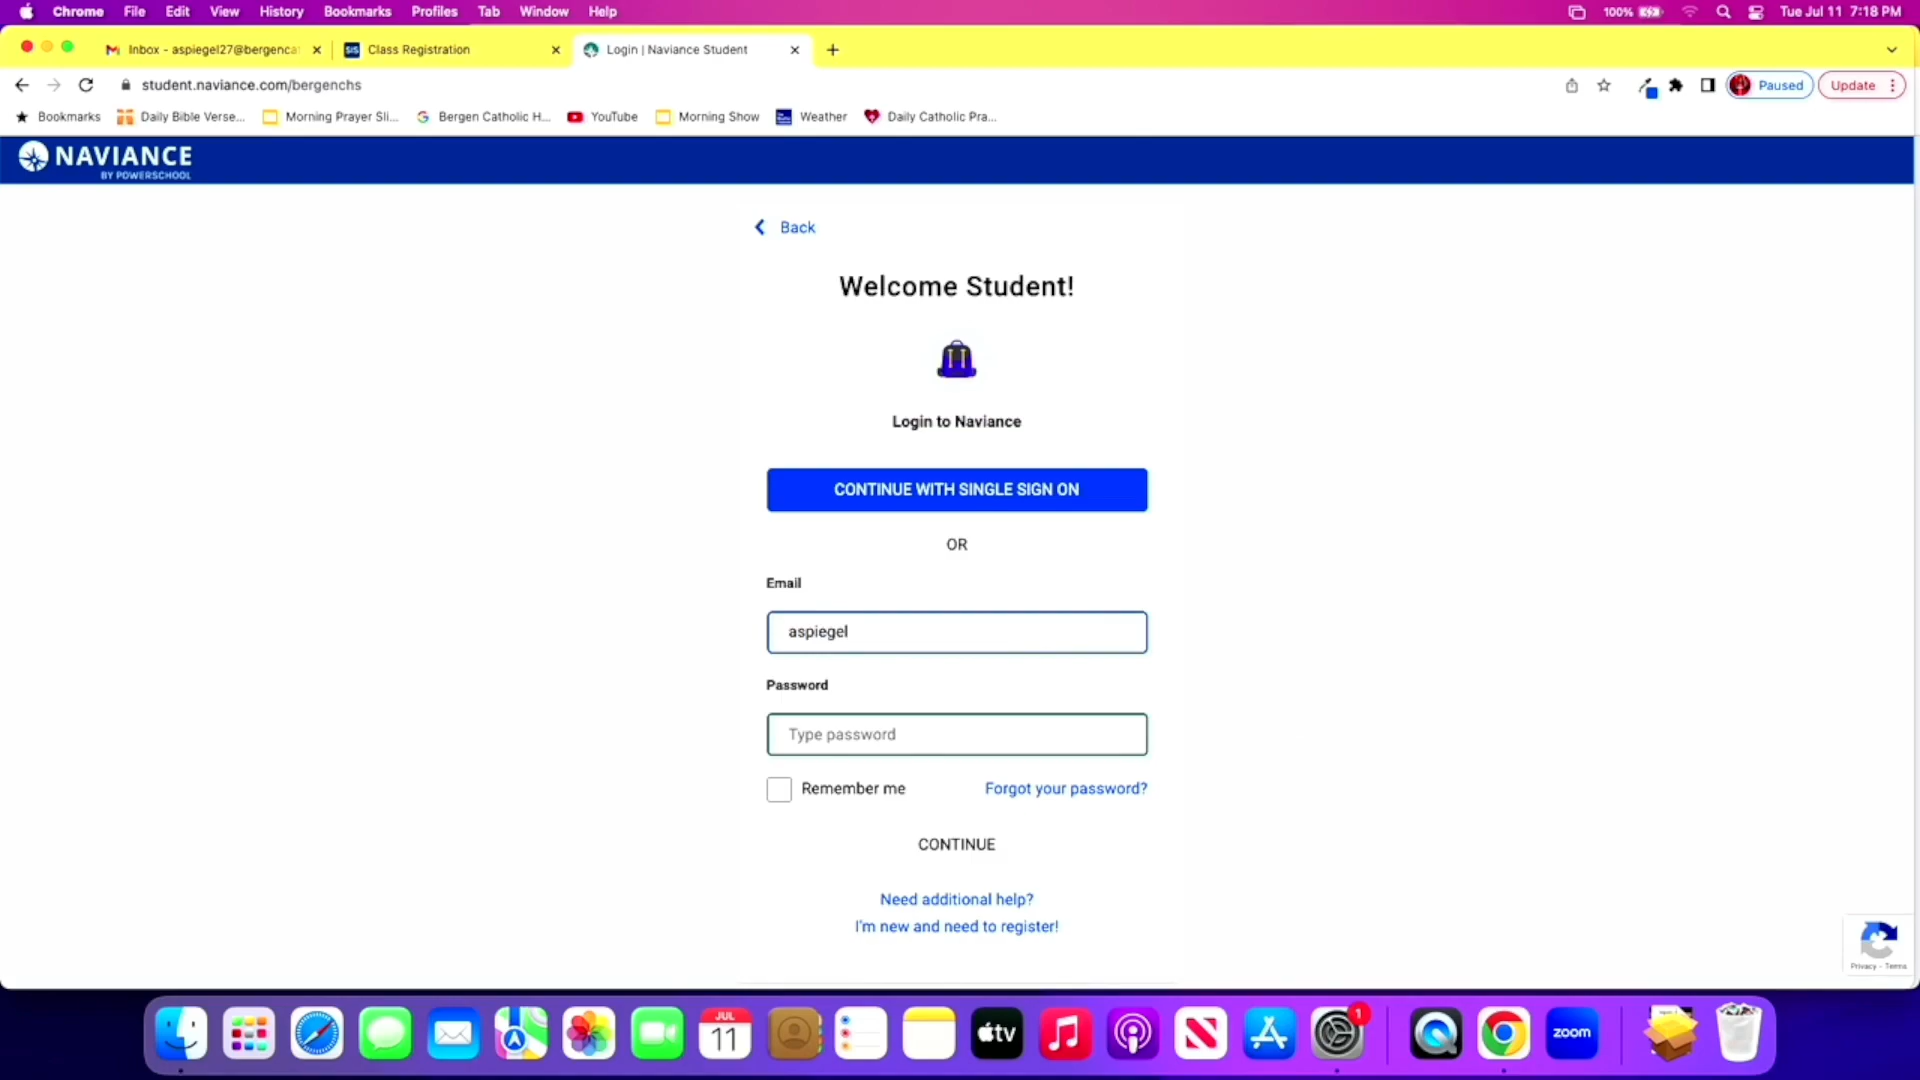 Chrome File Edit View History Bookmarks Profiles Tab Window Help 100% Tue Jul 11 7:18 PM
Inbox - aspiegel27@bergenca SIS Class Registration Login | Naviance Student
student.naviance.com/bergenchs Paused Update
Bookmarks Daily Bible Verse... Morning Prayer Sli... Bergen Catholic H... YouTube Morning Show Weather Daily Catholic Pra...
NAVIANCE
BY POWERSCHOOL
Back
Welcome Student!
Login to Naviance
CONTINUE WITH SINGLE SIGN ON
OR
Email
aspiegel
Password
Type password
Remember me Forgot your password?
CONTINUE
Need additional help?
I'm new and need to register!
Privacy - Terms
JUL
11
tv
1
zoom